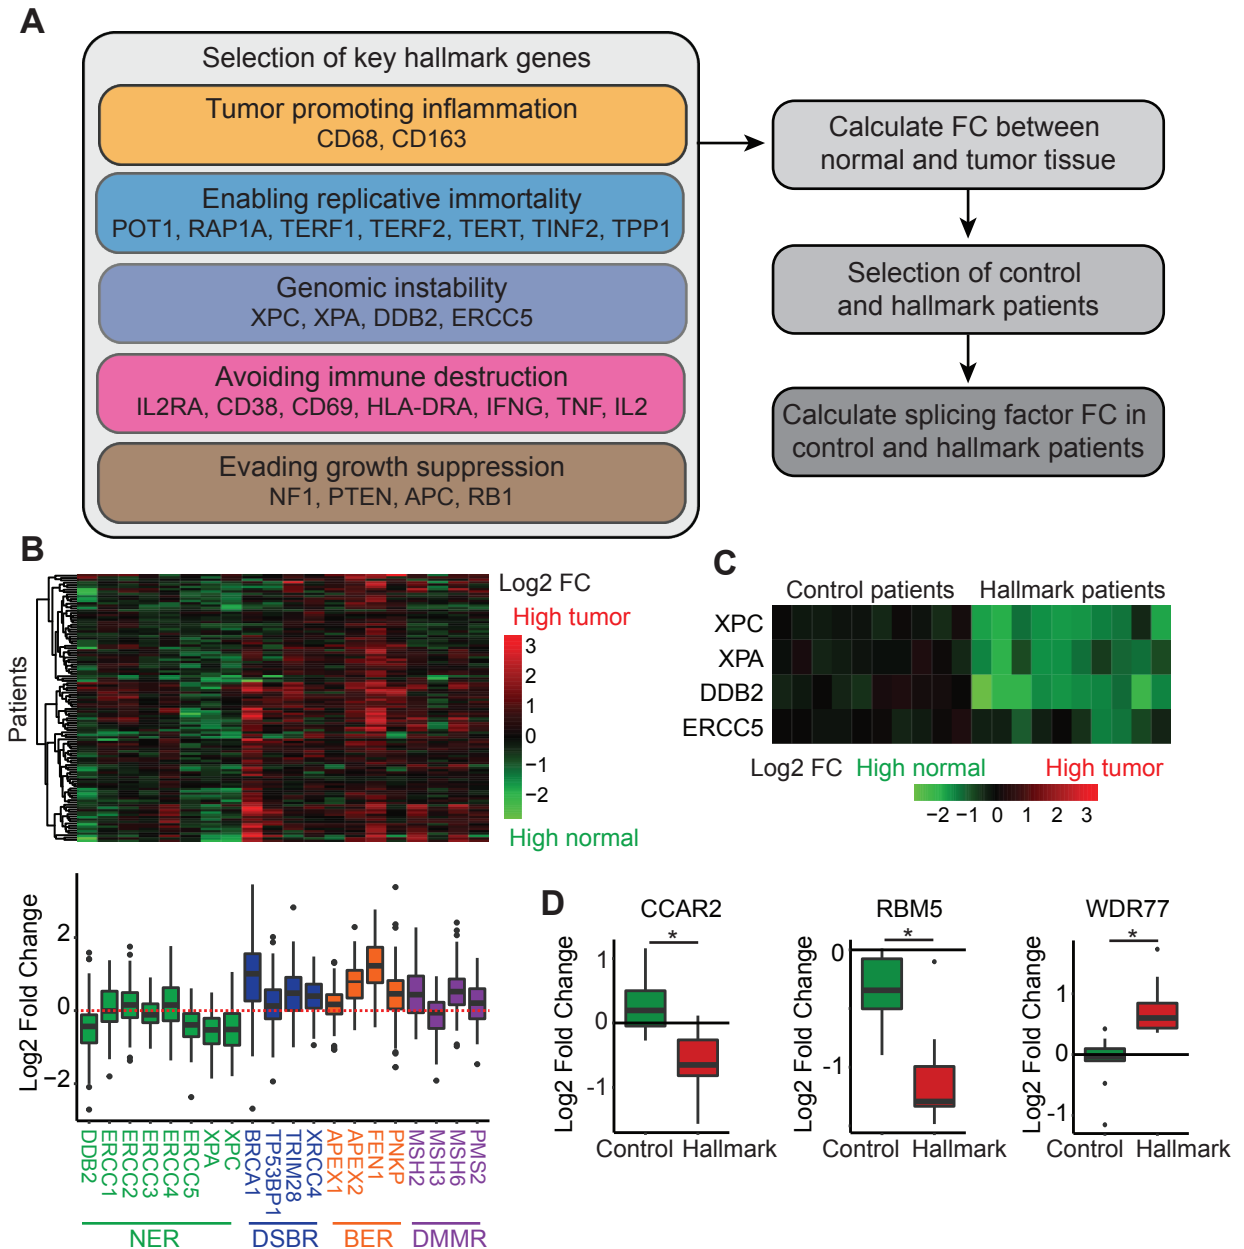 A
Selection of key hallmark genes
Tumor promoting inflammation
CD68, CD163
Enabling replicative immortality
POT1, RAP1A, TERF1, TERF2, TERT, TINF2, TPP1
Genomic instability
XPC, XPA, DDB2, ERCC5
Avoiding immune destruction
IL2RA, CD38, CD69, HLA-DRA, IFNG, TNF, IL2
Evading growth suppression
NF1, PTEN, APC, RB1
Calculate FC between
normal and tumor tissue
Selection of control
and hallmark patients
Calculate splicing factor FC in
control and hallmark patients
B
Patients
Log2 FC
High tumor
3
2
1
0
−1
−2
High normal
Log2 Fold Change
2
0
−2
DDB2
ERCC1
ERCC2
ERCC3
ERCC4
ERCC5
XPA
XPC
BRCA1
TP53BP1
TRIM28
XRCC4
APEX1
APEX2
FEN1
PNKP
MSH2
MSH3
MSH6
PMS2
NER
DSBR
BER
DMMR
C
Control patients
Hallmark patients
XPC
XPA
DDB2
ERCC5
Log2 FC
High normal
High tumor
−2 −1 0 1 2 3
D
CCAR2
*
Log2 Fold Change
1
0
-1
Control Hallmark
RBM5
*
Log2 Fold Change
0
-1
Control Hallmark
WDR77
*
Log2 Fold Change
1
0
-1
Control Hallmark